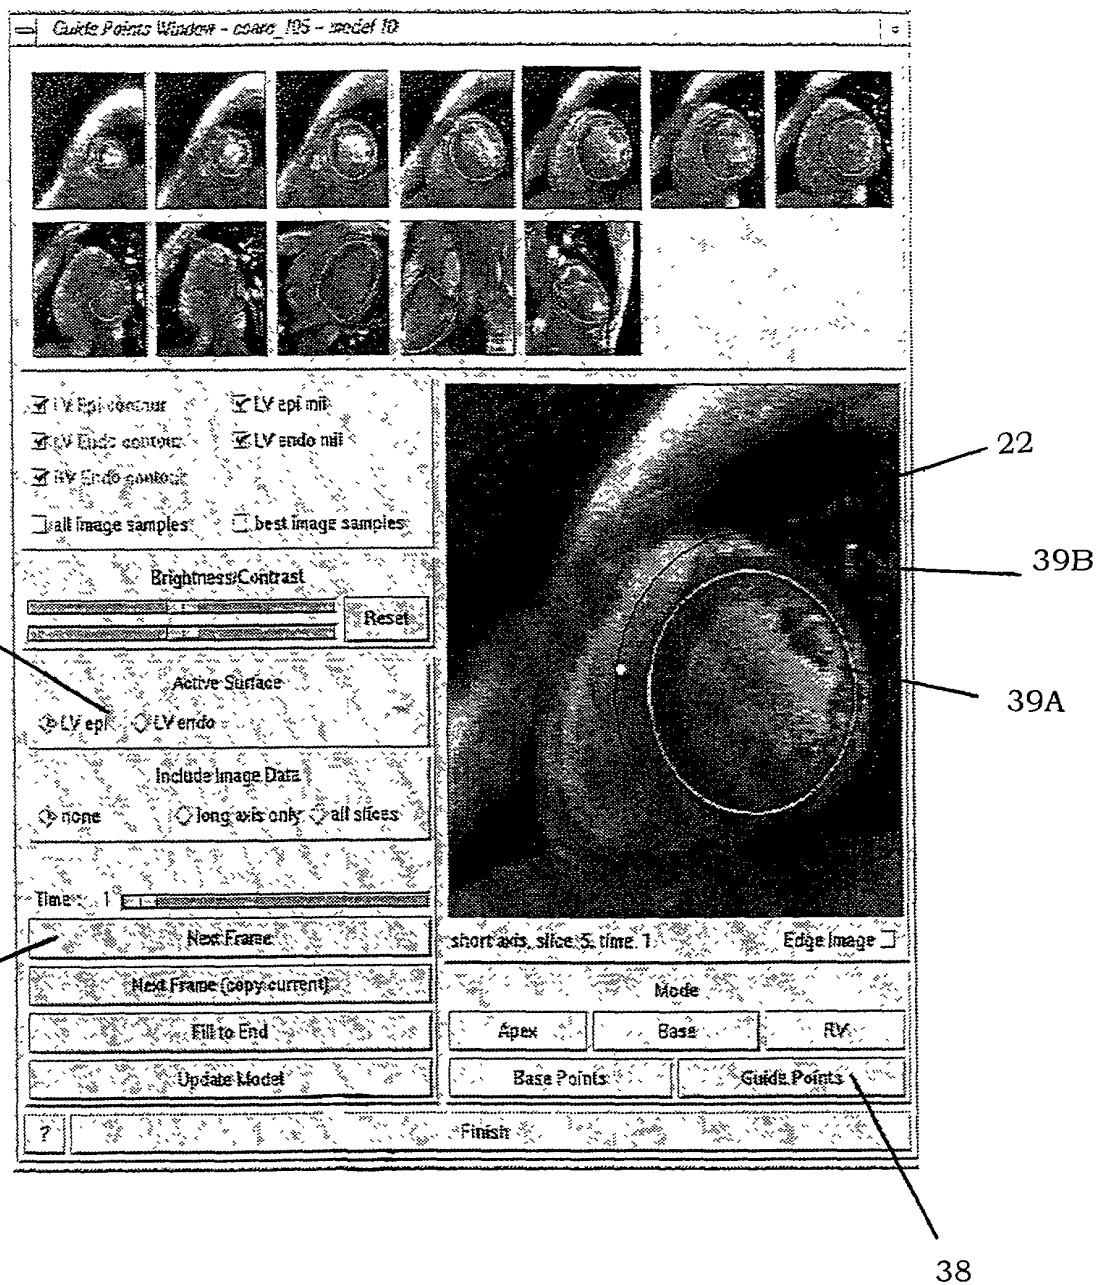 Guide Points Window - coarc_105 - model 10
LV Epi contour
LV epi mii
LV Endo contour
LV endo mii
RV Endo contour
all image samples
best image samples
22
39B
Brightness/Contrast
Reset
Active Surface
LV epi
LV endo
39A
Include Image Data
none
long axis only
all slices
Time: 1
Next Frame
short axis, slice: 5, time: 1
Edge Image
Next Frame (copy current)
Mode
Fill to End
Apex
Base
RV
Update Model
Base Points
Guide Points
?
Finish
38